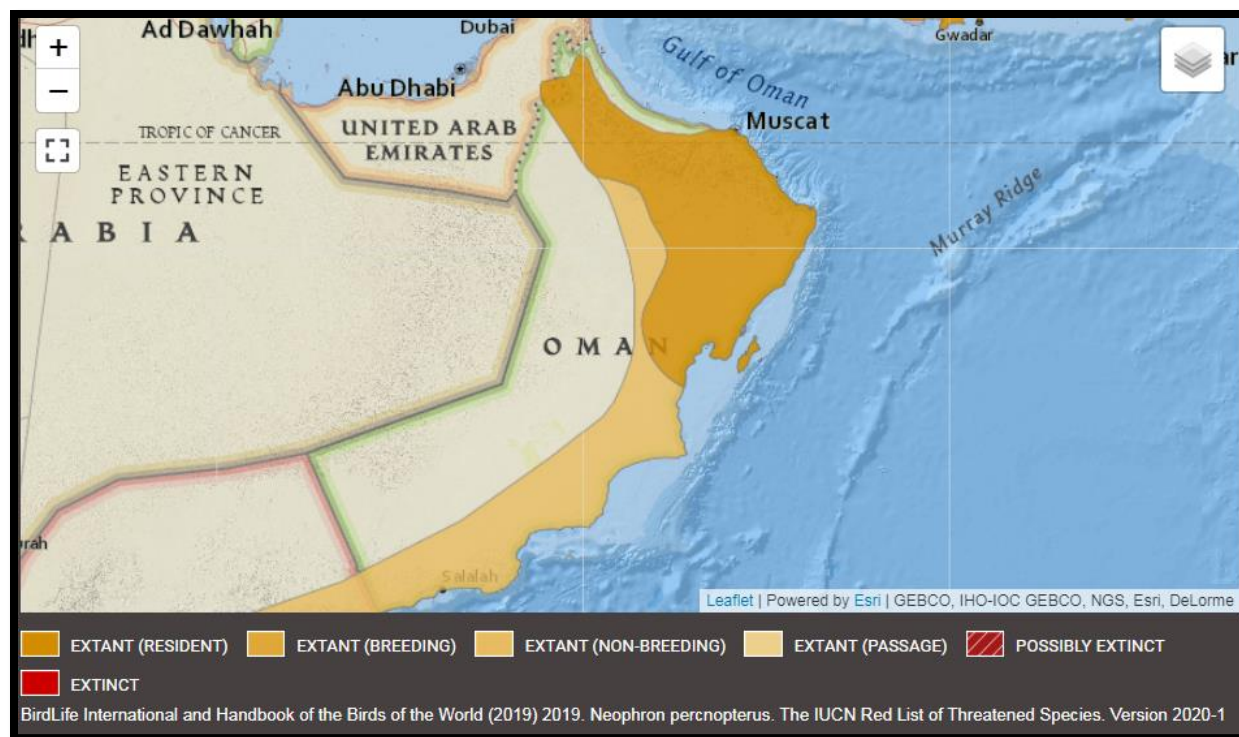 Ad Dawhah
Dubai
Gwadar
+
−
Gulf of Oman
Abu Dhabi
Muscat
TROPIC OF CANCER
UNITED ARAB
EMIRATES
EASTERN
PROVINCE
A B I A
Murray Ridge
OMAN
Salalah
Leaflet | Powered by Esri | GEBCO, IHO-IOC GEBCO, NGS, Esri, DeLorme
EXTANT (RESIDENT) EXTANT (BREEDING) EXTANT (NON-BREEDING) EXTANT (PASSAGE) POSSIBLY EXTINCT
EXTINCT
BirdLife International and Handbook of the Birds of the World (2019) 2019. Neophron percnopterus. The IUCN Red List of Threatened Species. Version 2020-1